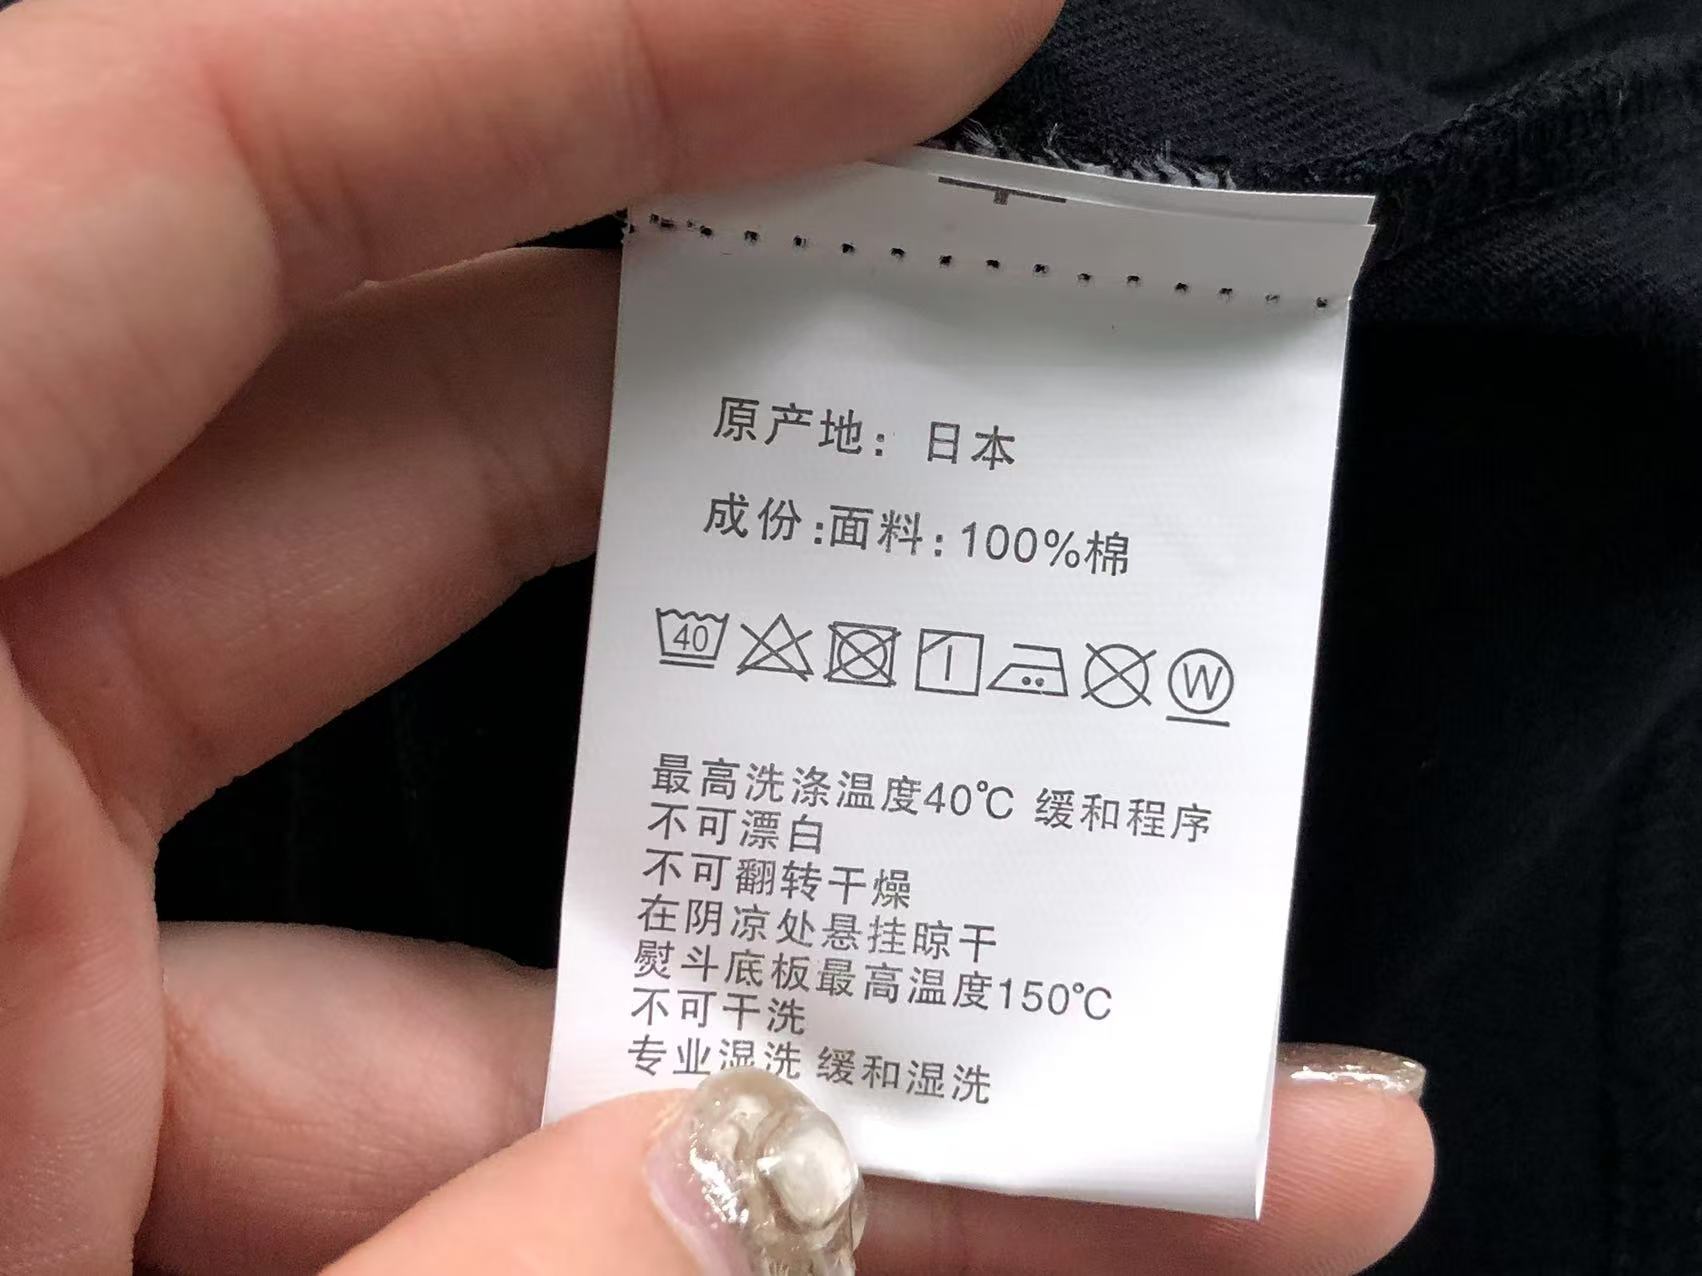 原产地：日本
成份:面料:100%棉
40
W
最高洗涤温度40℃ 缓和程序
不可漂白
不可翻转干燥
在阴凉处悬挂晾干
熨斗底板最高温度150℃
不可干洗
专业湿洗 缓和湿洗